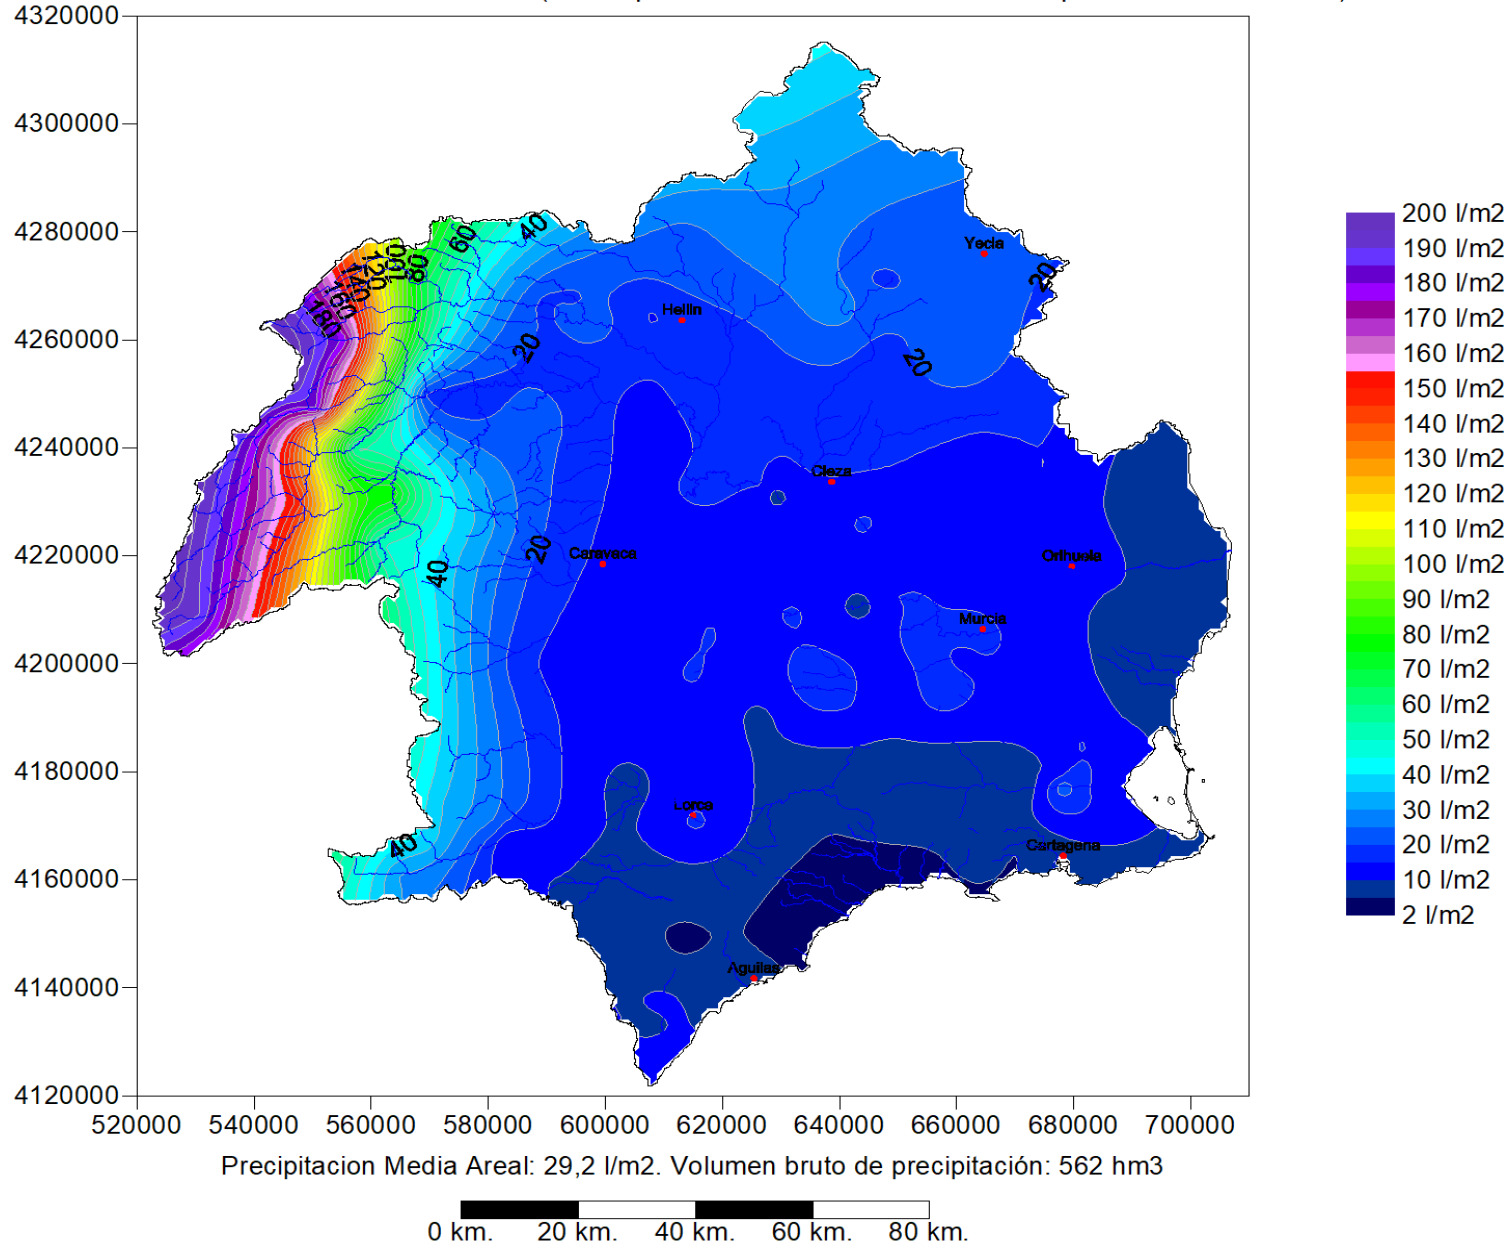 4320000
4300000
4280000
4260000
4240000
4220000
4200000
4180000
4160000
4140000
4120000
520000 540000 560000 580000 600000 620000 640000 660000 680000 700000
60
40
80
100
120
140
160
180
20
20
20
20
40
40
Yecla
Hellin
Cieza
Caravaca
Orihuela
Murcia
Lorca
Cartagena
Aguilas
200 l/m2
190 l/m2
180 l/m2
170 l/m2
160 l/m2
150 l/m2
140 l/m2
130 l/m2
120 l/m2
110 l/m2
100 l/m2
90 l/m2
80 l/m2
70 l/m2
60 l/m2
50 l/m2
40 l/m2
30 l/m2
20 l/m2
10 l/m2
2 l/m2
Precipitacion Media Areal: 29,2 l/m2. Volumen bruto de precipitación: 562 hm3
0 km. 20 km. 40 km. 60 km. 80 km.